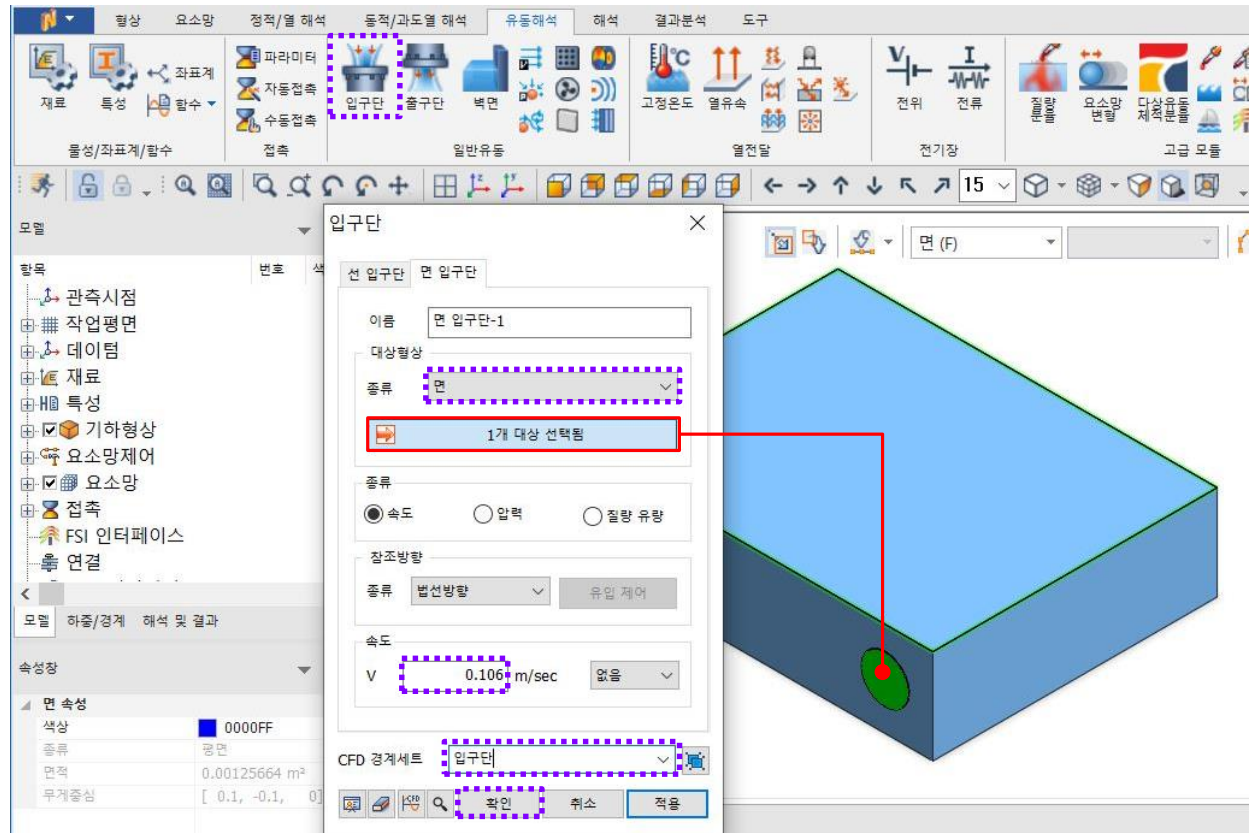 형상 요소망 정적/열 해석 동적/과도열 해석 유동해석 해석 결과분석 도구
재료 특성 좌표계 함수
파라미터
자동접촉
수동접촉
입구단 출구단 벽면
고정온도 열유속
전위 전류
질량
분율
요소망
변형
다상유동
체적분율
물성/좌표계/함수 접촉 일반유동 열전달 전기장 고급 모듈
15
모델
항목 번호 색
관측시점
작업평면
데이텀
재료
특성
기하형상
요소망제어
요소망
접촉
FSI 인터페이스
연결
모델 하중/경계 해석 및 결과
속성창
면 속성
색상 0000FF
종류 평면
면적 0.00125664 m²
무게중심 [ 0.1, -0.1, 0]
입구단
선 입구단 면 입구단
이름 면 입구단-1
대상형상
종류 면
1개 대상 선택됨
종류
속도 압력 질량 유량
참조방향
종류 법선방향 유입 제어
속도
V 0.106 m/sec 없음
CFD 경계세트 입구단
확인 취소 적용
면 (F)